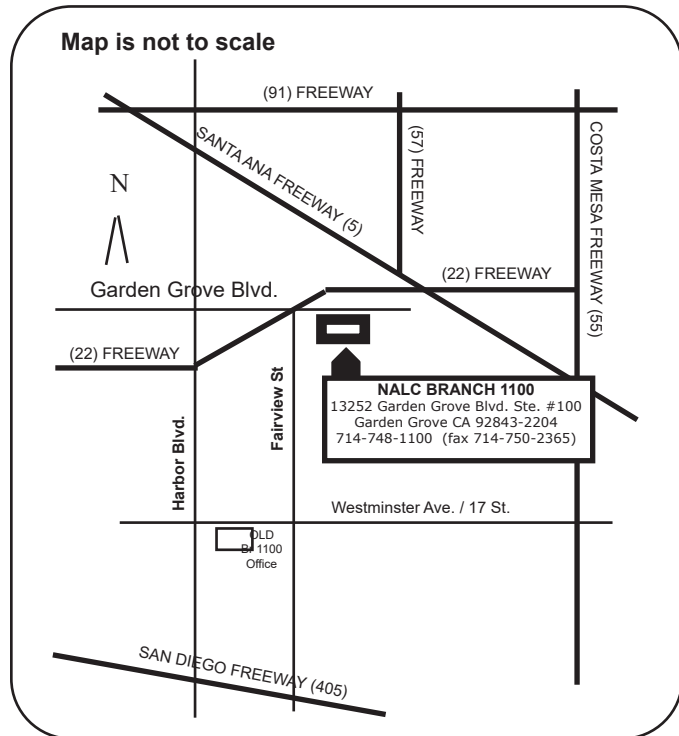 Map is not to scale
(91) FREEWAY
SANTA ANA FREEWAY (5)
(57) FREEWAY
COSTA MESA FREEWAY (55)
N
(22) FREEWAY
Garden Grove Blvd.
(22) FREEWAY
Harbor Blvd.
Fairview St
NALC BRANCH 1100
13252 Garden Grove Blvd. Ste. #100
Garden Grove CA 92843-2204
714-748-1100 (fax 714-750-2365)
Westminster Ave. / 17 St.
OLD
Br 1100
Office
SAN DIEGO FREEWAY (405)